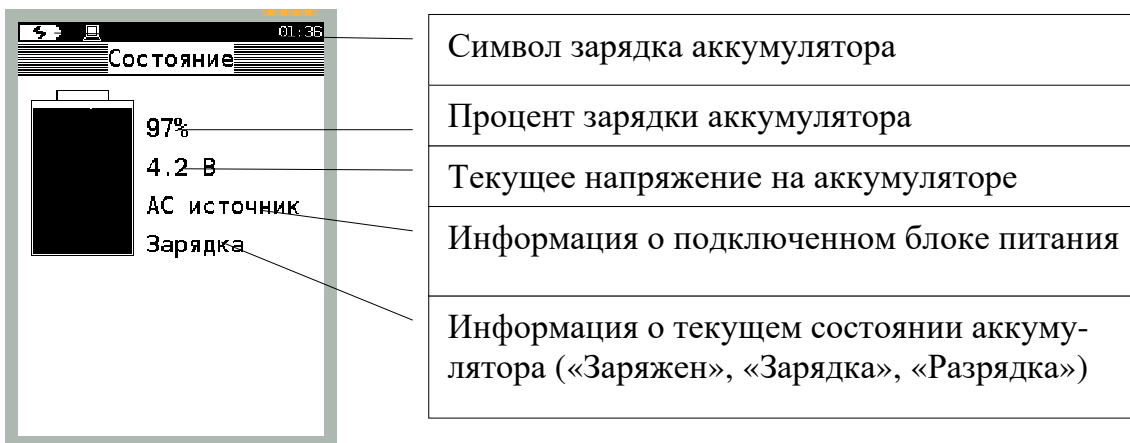 01:36
Состояние
97%
4.2 В
АС источник
Зарядка
Символ зарядка аккумулятора
Процент зарядки аккумулятора
Текущее напряжение на аккумуляторе
Информация о подключенном блоке питания
Информация о текущем состоянии аккуму-
лятора («Заряжен», «Зарядка», «Разрядка»)